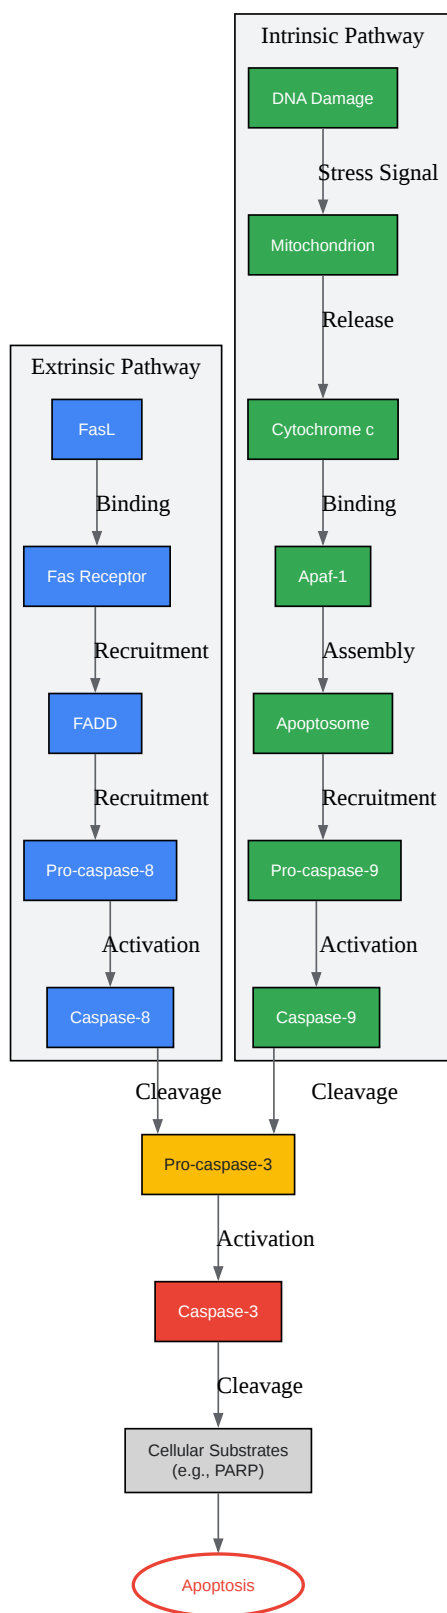 Intrinsic Pathway
DNA Damage
Stress Signal
Mitochondrion
Release
Cytochrome c
Binding
Apaf-1
Assembly
Apoptosome
Recruitment
Pro-caspase-9
Activation
Caspase-9
Cleavage
Extrinsic Pathway
FasL
Binding
Fas Receptor
Recruitment
FADD
Recruitment
Pro-caspase-8
Activation
Caspase-8
Cleavage
Pro-caspase-3
Activation
Caspase-3
Cleavage
Cellular Substrates
(e.g., PARP)
Apoptosis